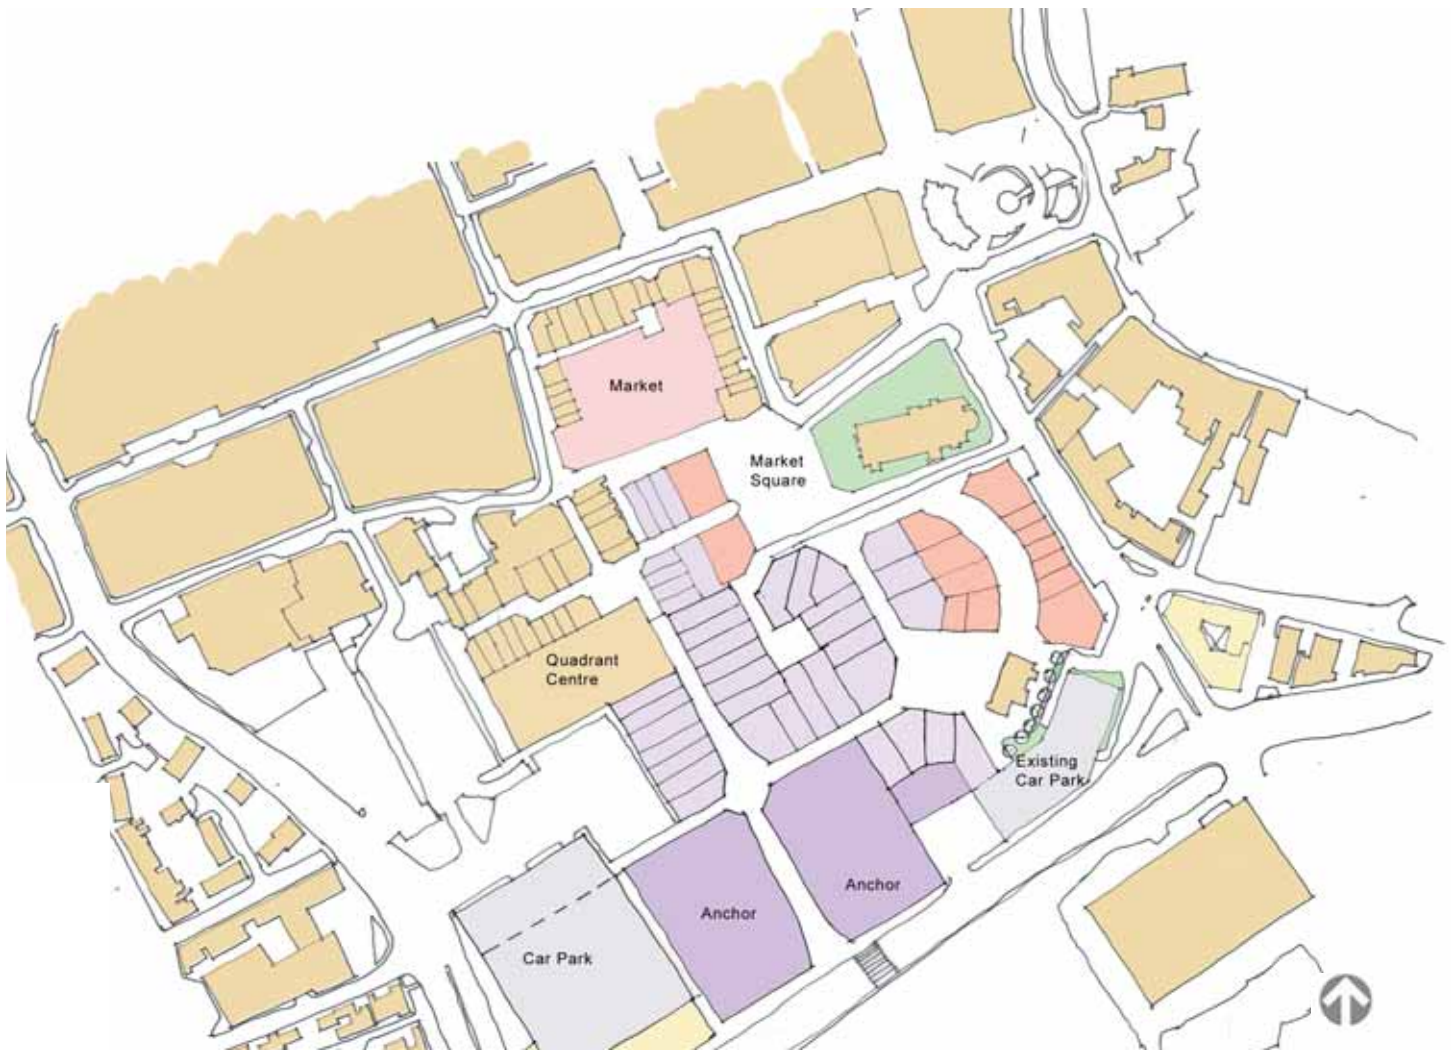 Market
Market
Square
Quadrant
Centre
Existing
Car Park
Anchor
Anchor
Car Park